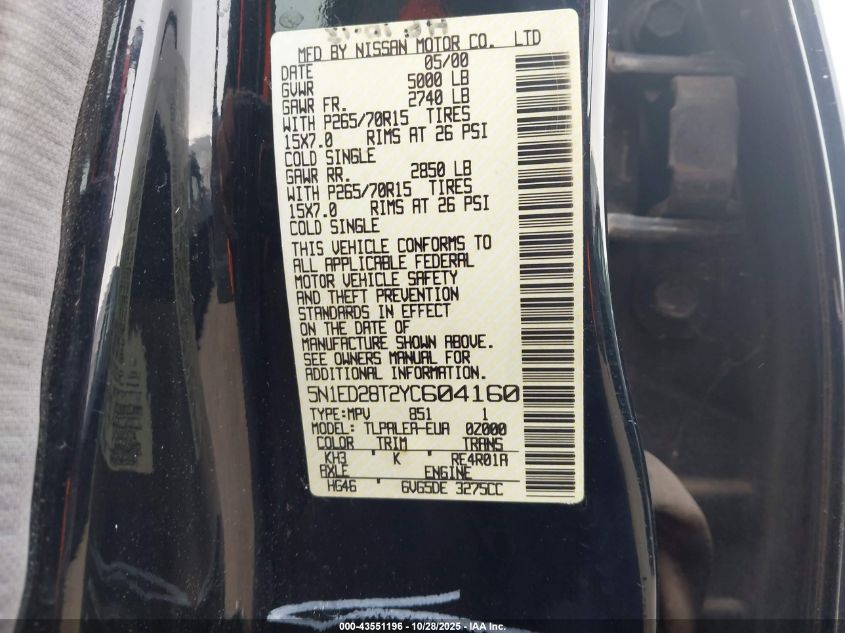 MFD BY NISSAN MOTOR CO. LTD
DATE 05/00
GVWR 5000 LB
GAWR FR. 2740 LB
WITH P265/70R15 TIRES
15X7.0 RIMS AT 26 PSI
COLD SINGLE
GAWR RR. 2850 LB
WITH P265/70R15 TIRES
15X7.0 RIMS AT 26 PSI
COLD SINGLE
THIS VEHICLE CONFORMS TO
ALL APPLICABLE FEDERAL
MOTOR VEHICLE SAFETY
AND THEFT PREVENTION
STANDARDS IN EFFECT
ON THE DATE OF
MANUFACTURE SHOWN ABOVE.
SEE OWNERS MANUAL FOR
ADDITIONAL INFORMATION.
5N1ED28T2YC604160
TYPE:MPV 851 1
MODEL: TLPALEA-EUA 0Z000
COLOR TRIM TRANS
KH3 K RE4R01A
AXLE ENGINE
HG46 6VG5DE 3275CC
000-43551196 - 10/28/2025 - IAA Inc.